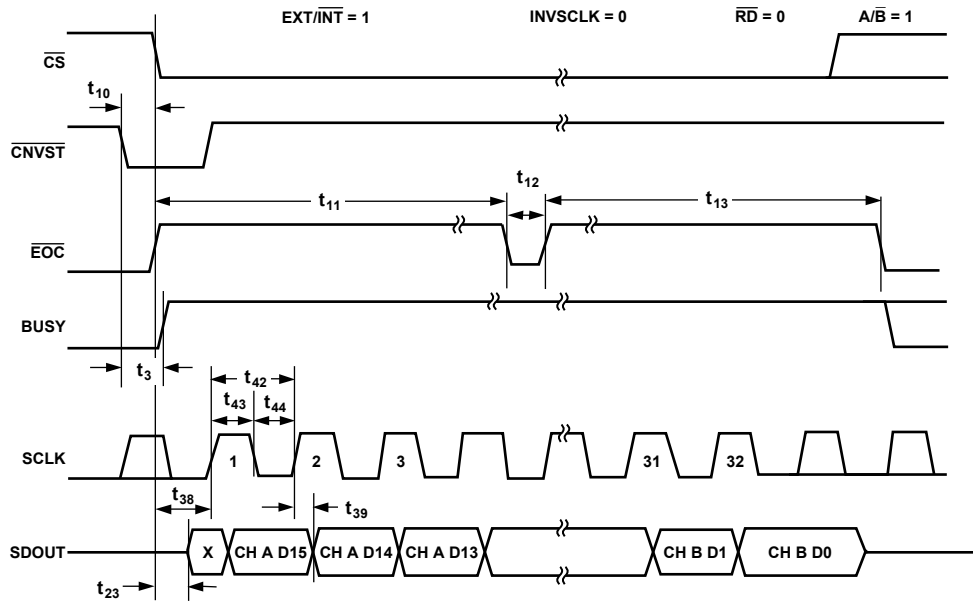 EXT/INT = 1 INVSCLK = 0 RD = 0 A/B = 1
CS
t10
CNVST
t11 t12 t13
EOC
BUSY
t3
t42
t43 t44
SCLK 1 2 3 31 32
t38
t39
SDOUT X CH A D15 CH A D14 CH A D13 CH B D1 CH B D0
t23